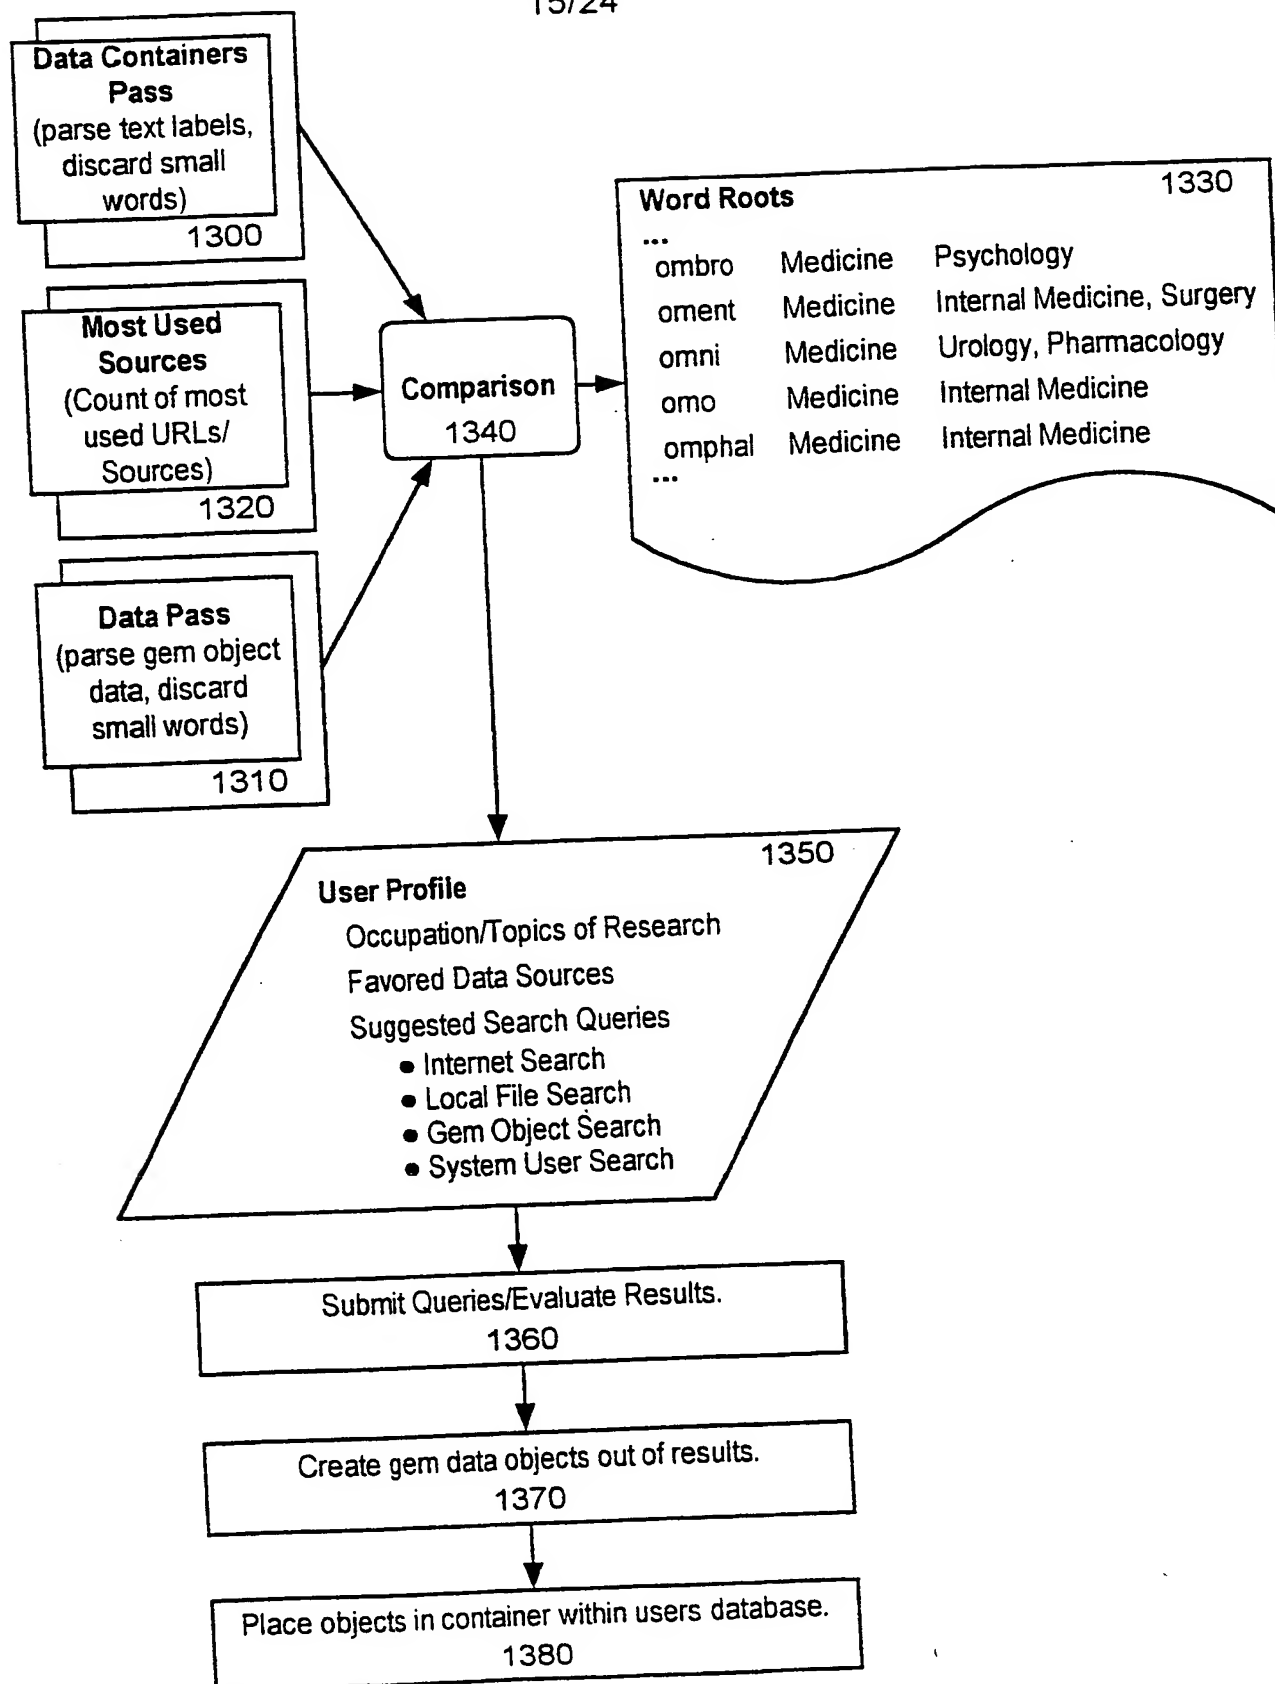 15/24
Data Containers
Pass
(parse text labels,
discard small
words)
1300
Most Used
Sources
(Count of most
used URLs/
Sources)
1320
Data Pass
(parse gem object
data, discard
small words)
1310
Comparison
1340
Word Roots
1330
...
ombro Medicine Psychology
oment Medicine Internal Medicine, Surgery
omni Medicine Urology, Pharmacology
omo Medicine Internal Medicine
omphal Medicine Internal Medicine
...
1350
User Profile
Occupation/Topics of Research
Favored Data Sources
Suggested Search Queries
• Internet Search
• Local File Search
• Gem Object Search
• System User Search
Submit Queries/Evaluate Results.
1360
Create gem data objects out of results.
1370
Place objects in container within users database.
1380